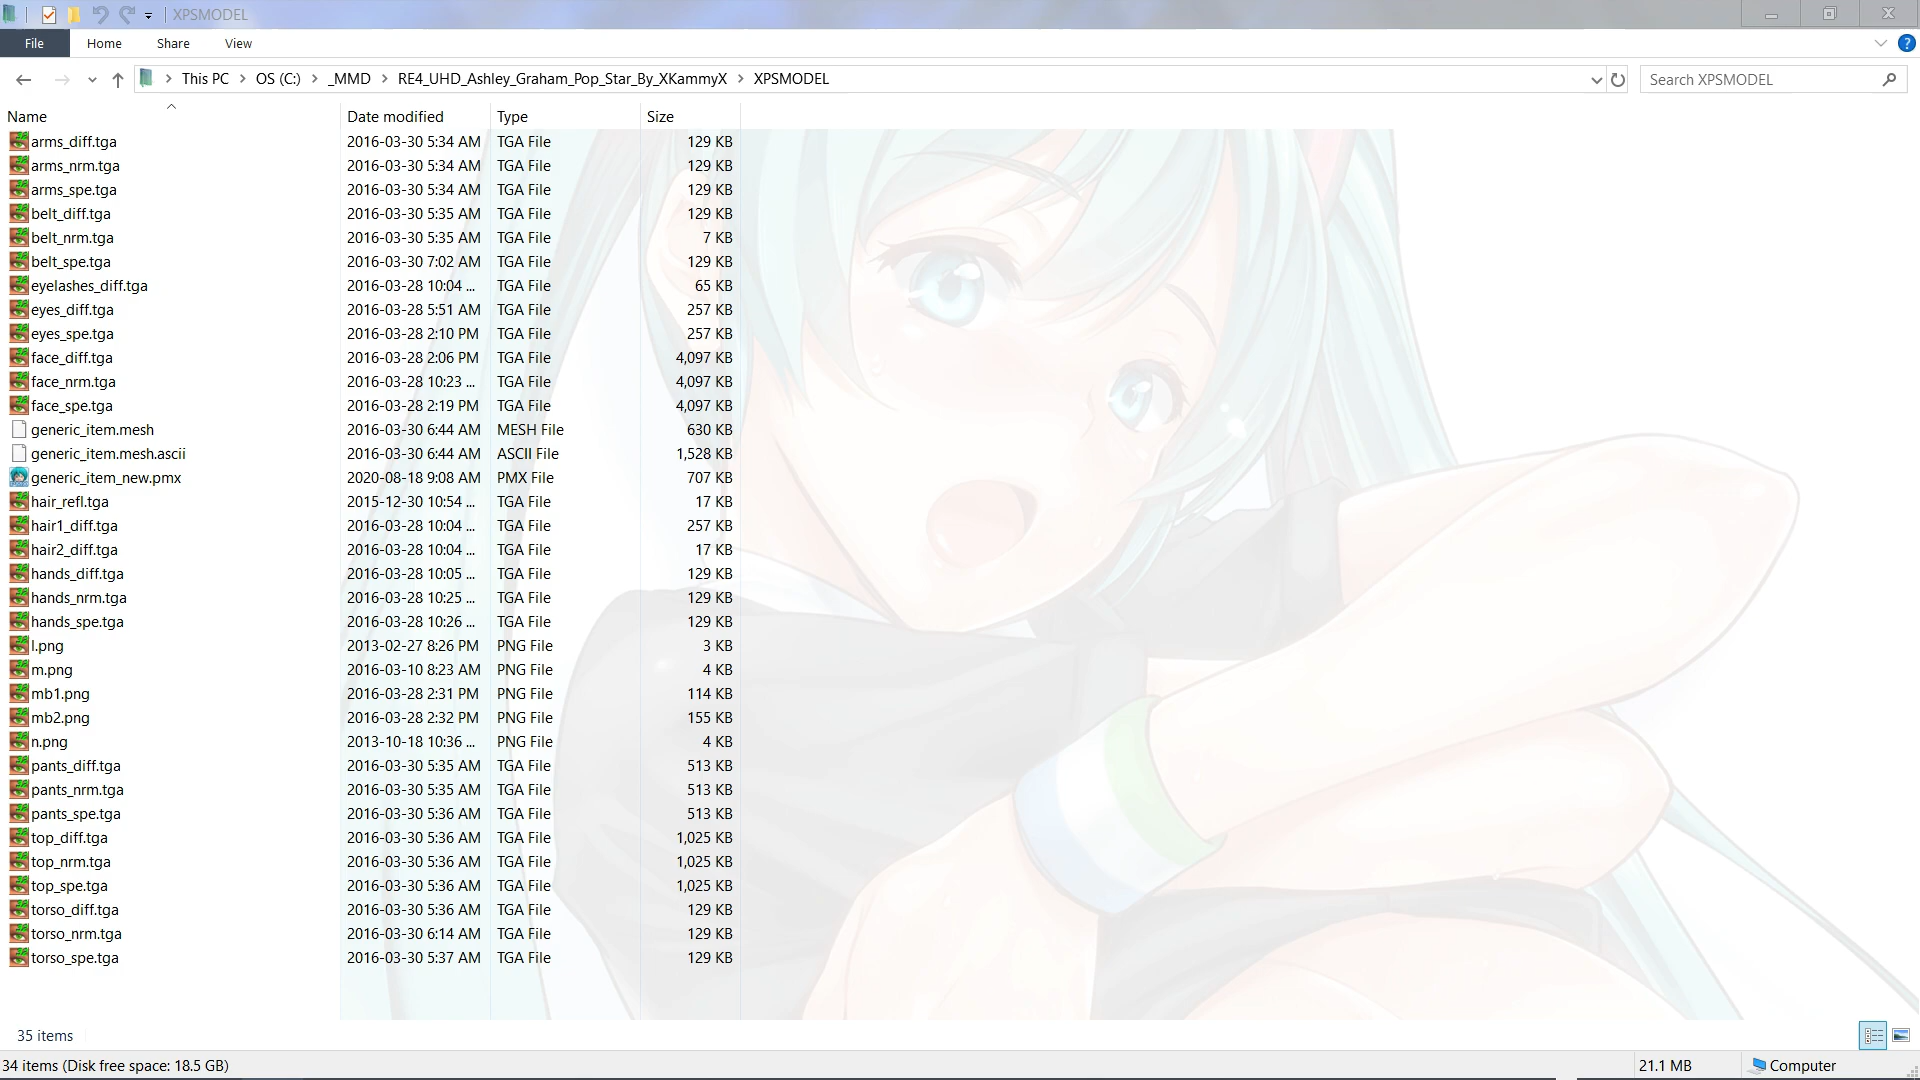 XPSMODEL
File Home Share View
This PC OS (C:) _MMD RE4_UHD_Ashley_Graham_Pop_Star_By_XKammyX XPSMODEL Search XPSMODEL
Name Date modified Type Size
arms_diff.tga 2016-03-30 5:34 AM TGA File 129 KB
arms_nrm.tga 2016-03-30 5:34 AM TGA File 129 KB
arms_spe.tga 2016-03-30 5:34 AM TGA File 129 KB
belt_diff.tga 2016-03-30 5:35 AM TGA File 129 KB
belt_nrm.tga 2016-03-30 5:35 AM TGA File 7 KB
belt_spe.tga 2016-03-30 7:02 AM TGA File 129 KB
eyelashes_diff.tga 2016-03-28 10:04 ... TGA File 65 KB
eyes_diff.tga 2016-03-28 5:51 AM TGA File 257 KB
eyes_spe.tga 2016-03-28 2:10 PM TGA File 257 KB
face_diff.tga 2016-03-28 2:06 PM TGA File 4,097 KB
face_nrm.tga 2016-03-28 10:23 ... TGA File 4,097 KB
face_spe.tga 2016-03-28 2:19 PM TGA File 4,097 KB
generic_item.mesh 2016-03-30 6:44 AM MESH File 630 KB
generic_item.mesh.ascii 2016-03-30 6:44 AM ASCII File 1,528 KB
generic_item_new.pmx 2020-08-18 9:08 AM PMX File 707 KB
hair_refl.tga 2015-12-30 10:54 ... TGA File 17 KB
hair1_diff.tga 2016-03-28 10:04 ... TGA File 257 KB
hair2_diff.tga 2016-03-28 10:04 ... TGA File 17 KB
hands_diff.tga 2016-03-28 10:05 ... TGA File 129 KB
hands_nrm.tga 2016-03-28 10:25 ... TGA File 129 KB
hands_spe.tga 2016-03-28 10:26 ... TGA File 129 KB
l.png 2013-02-27 8:26 PM PNG File 3 KB
m.png 2016-03-10 8:23 AM PNG File 4 KB
mb1.png 2016-03-28 2:31 PM PNG File 114 KB
mb2.png 2016-03-28 2:32 PM PNG File 155 KB
n.png 2013-10-18 10:36 ... PNG File 4 KB
pants_diff.tga 2016-03-30 5:35 AM TGA File 513 KB
pants_nrm.tga 2016-03-30 5:35 AM TGA File 513 KB
pants_spe.tga 2016-03-30 5:36 AM TGA File 513 KB
top_diff.tga 2016-03-30 5:36 AM TGA File 1,025 KB
top_nrm.tga 2016-03-30 5:36 AM TGA File 1,025 KB
top_spe.tga 2016-03-30 5:36 AM TGA File 1,025 KB
torso_diff.tga 2016-03-30 5:36 AM TGA File 129 KB
torso_nrm.tga 2016-03-30 6:14 AM TGA File 129 KB
torso_spe.tga 2016-03-30 5:37 AM TGA File 129 KB
35 items
34 items (Disk free space: 18.5 GB) 21.1 MB Computer